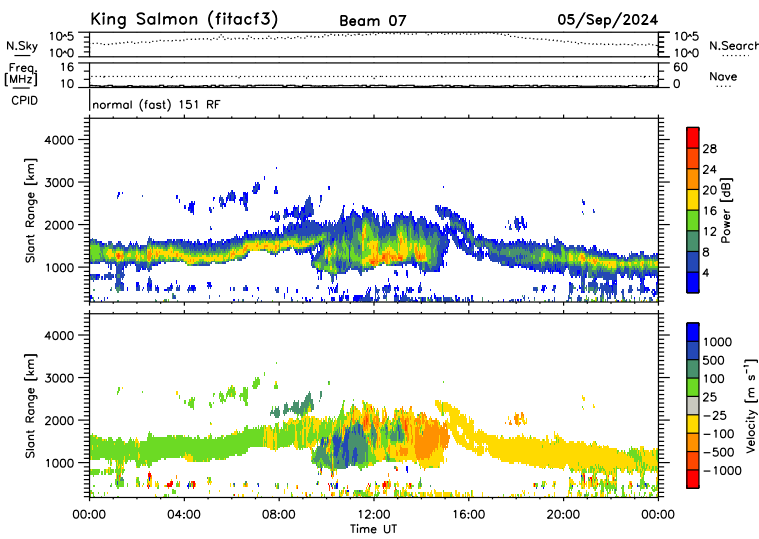 King Salmon (fitacf3) Beam 07 05/Sep/2024
N.Sky 10^5 10^0 10^5 10^0 N.Search
Freq [MHz] 16 10 60 0 Nave
CPID normal (fast) 151 RF
4000
3000
2000
1000
Slant Range [km]
28
24
20
16
12
8
4
Power [dB]
4000
3000
2000
1000
Slant Range [km]
1000
500
100
25
-25
-100
-500
-1000
Velocity [m s⁻¹]
00:00 04:00 08:00 12:00 16:00 20:00 00:00
Time UT